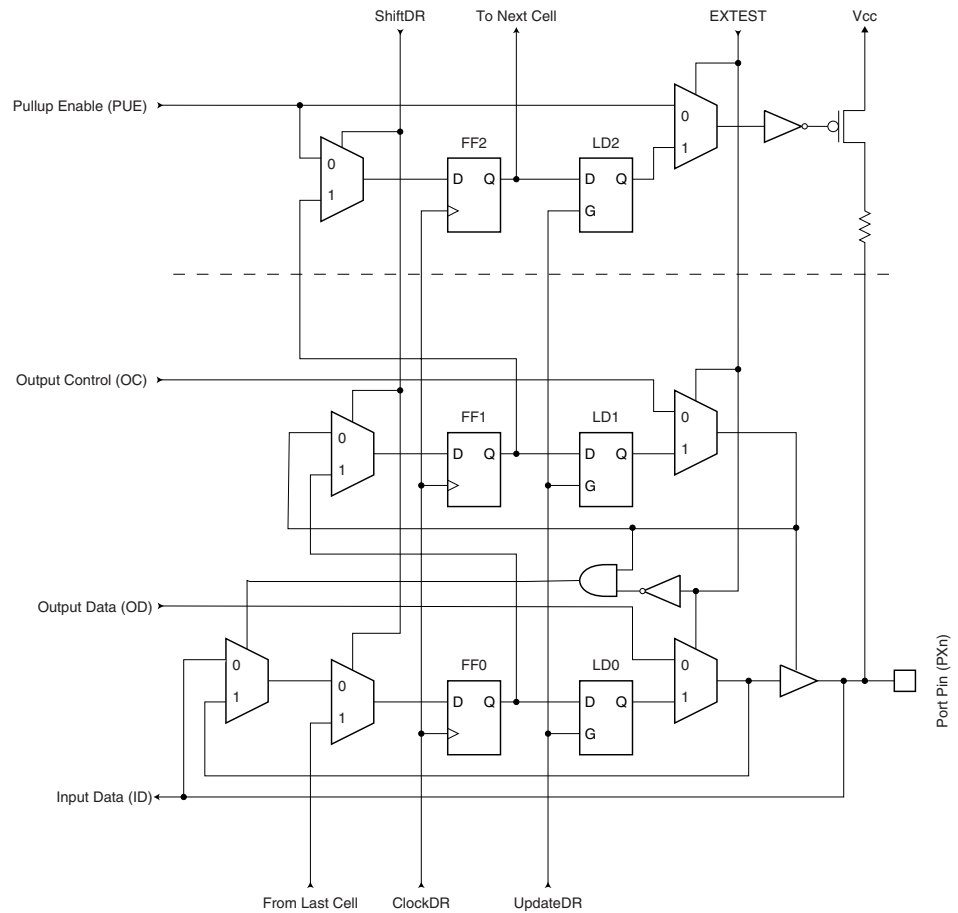 ShiftDR
To Next Cell
EXTEST
Vcc
Pullup Enable (PUE)
0
1
FF2
D Q
LD2
D Q
G
0
1
Output Control (OC)
0
1
FF1
D Q
LD1
D Q
G
0
1
Output Data (OD)
0
1
0
1
FF0
D Q
LD0
D Q
G
0
1
Port Pin (PXn)
Input Data (ID)
From Last Cell
ClockDR
UpdateDR